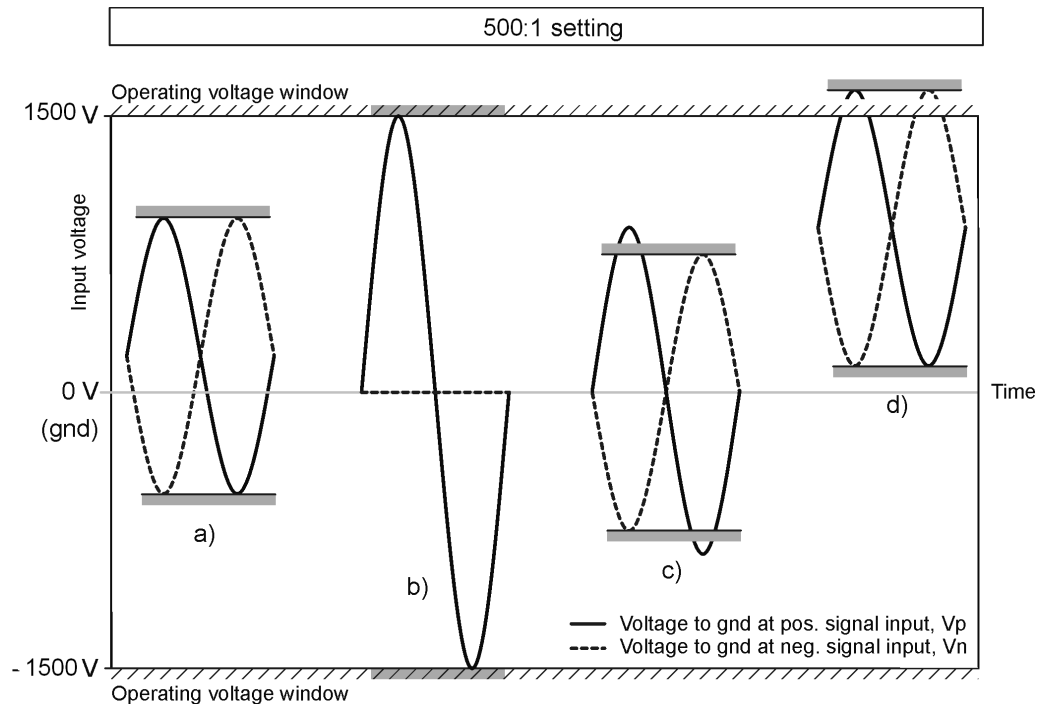 500:1 setting
Operating voltage window
1500 V
Input voltage
0 V
(gnd)
Time
a)
b)
c)
d)
Voltage to gnd at pos. signal input, Vp
Voltage to gnd at neg. signal input, Vn
- 1500 V
Operating voltage window